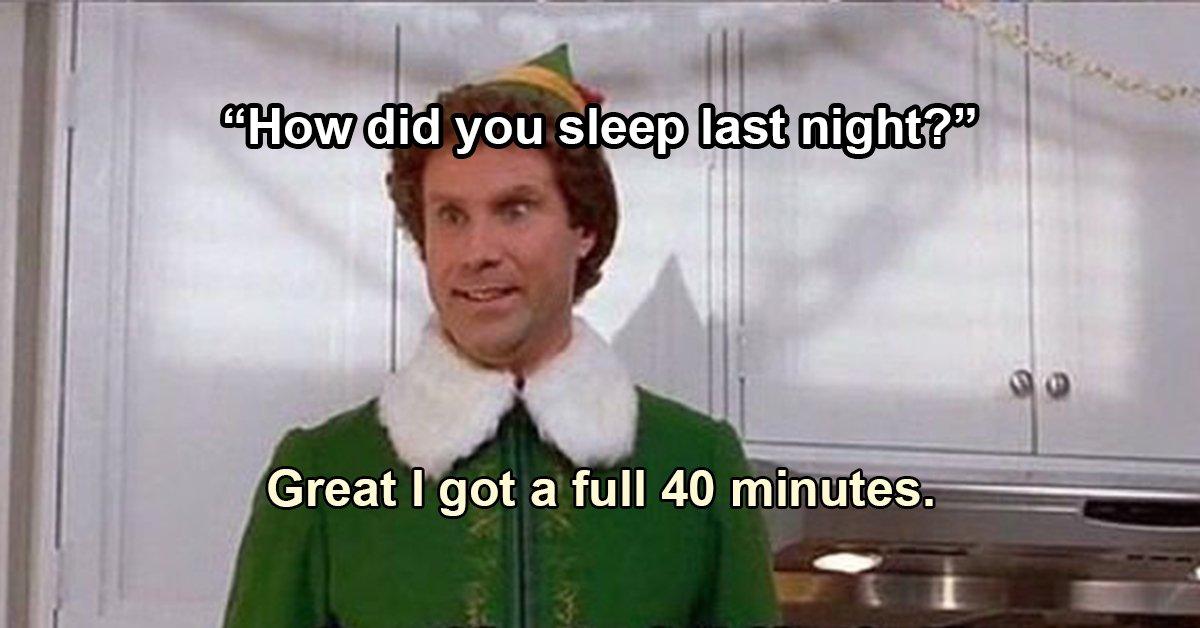 “How did you sleep last night?”
Great I got a full 40 minutes.